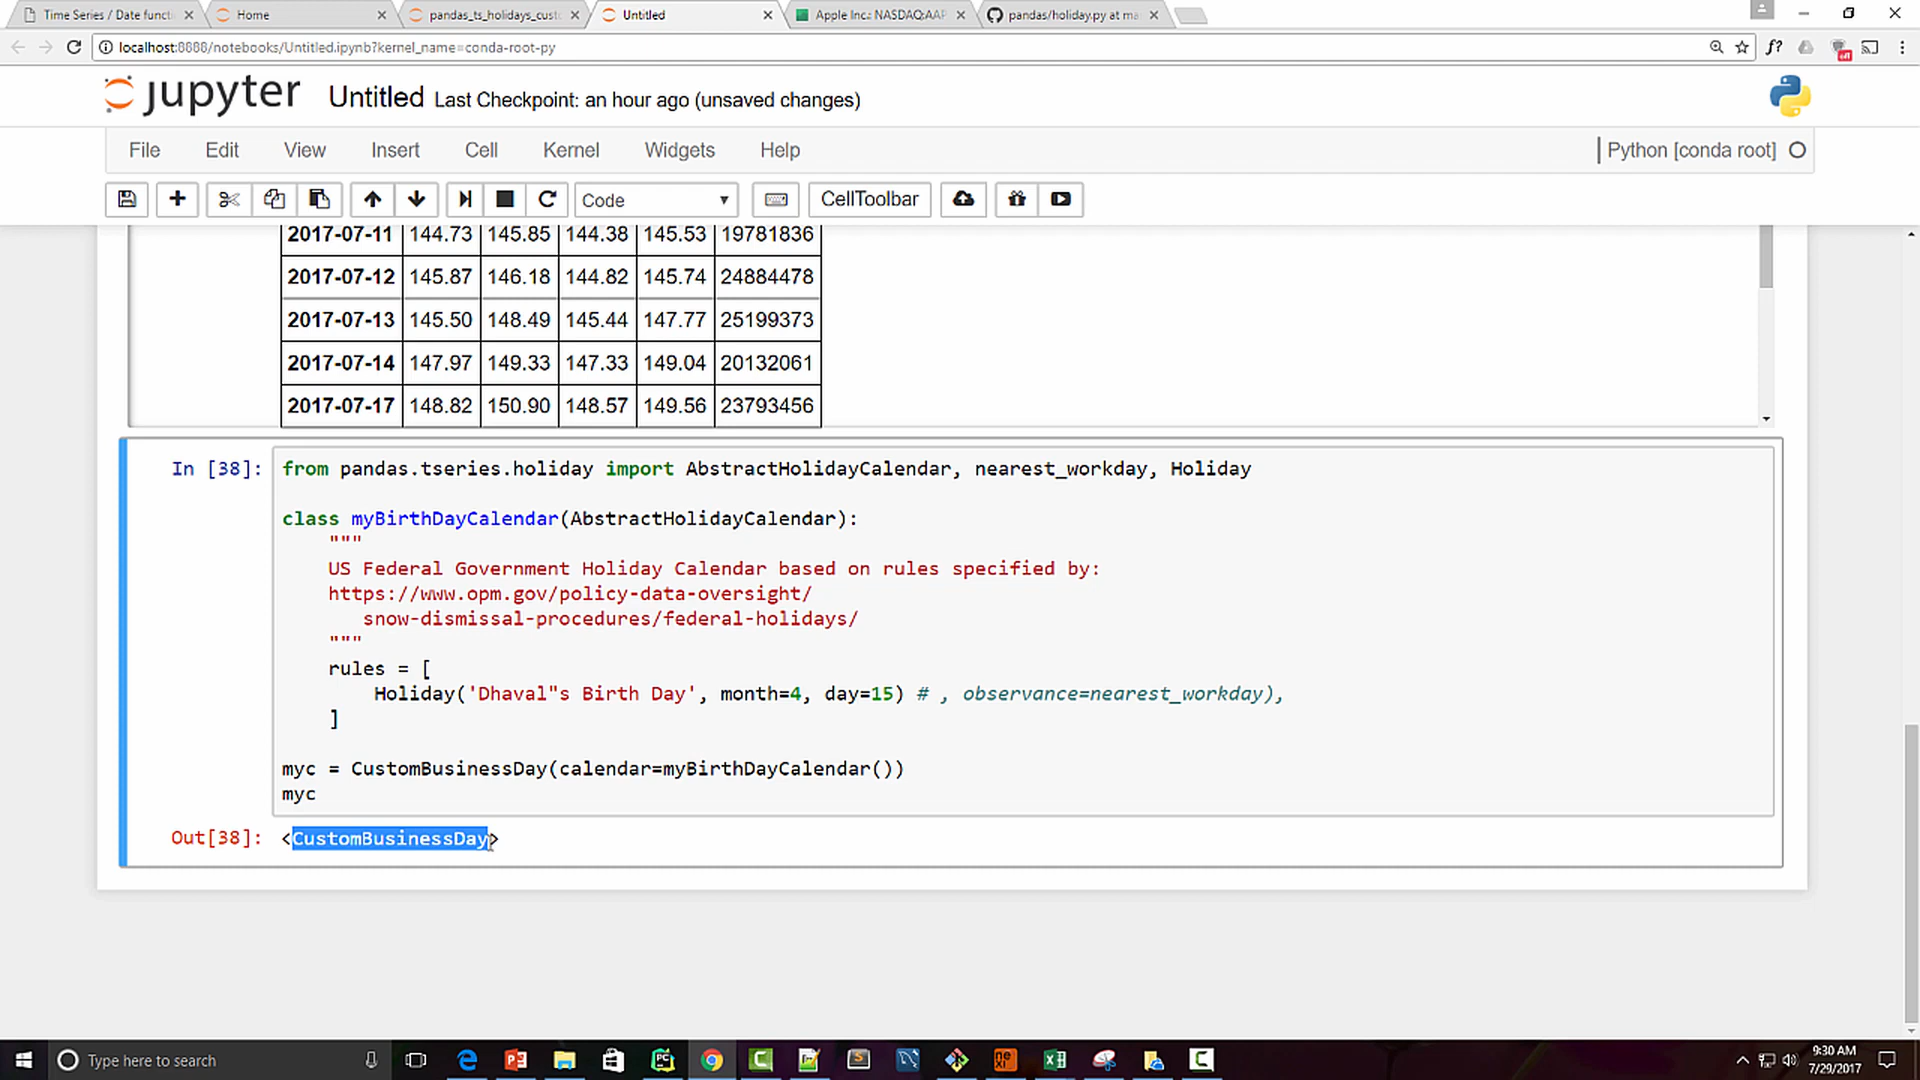 Time Series / Date functi
Home
pandas_ts_holidays_cust
Untitled
Apple Inc.: NASDAQ:AAP
pandas/holiday.py at ma
localhost:8888/notebooks/Untitled.ipynb?kernel_name=conda-root-py
f?
off
jupyter Untitled Last Checkpoint: an hour ago (unsaved changes)
File Edit View Insert Cell Kernel Widgets Help
Python [conda root]
Code
CellToolbar
2017-07-11 144.73 145.85 144.38 145.53 19781836
2017-07-12 145.87 146.18 144.82 145.74 24884478
2017-07-13 145.50 148.49 145.44 147.77 25199373
2017-07-14 147.97 149.33 147.33 149.04 20132061
2017-07-17 148.82 150.90 148.57 149.56 23793456
In [38]: from pandas.tseries.holiday import AbstractHolidayCalendar, nearest_workday, Holiday
class myBirthDayCalendar(AbstractHolidayCalendar):
"""
US Federal Government Holiday Calendar based on rules specified by:
https://www.opm.gov/policy-data-oversight/
snow-dismissal-procedures/federal-holidays/
"""
rules = [
Holiday('Dhaval"s Birth Day', month=4, day=15) # , observance=nearest_workday),
]
myc = CustomBusinessDay(calendar=myBirthDayCalendar())
myc
Out[38]: <CustomBusinessDay>
Type here to search
9:30 AM
7/29/2017